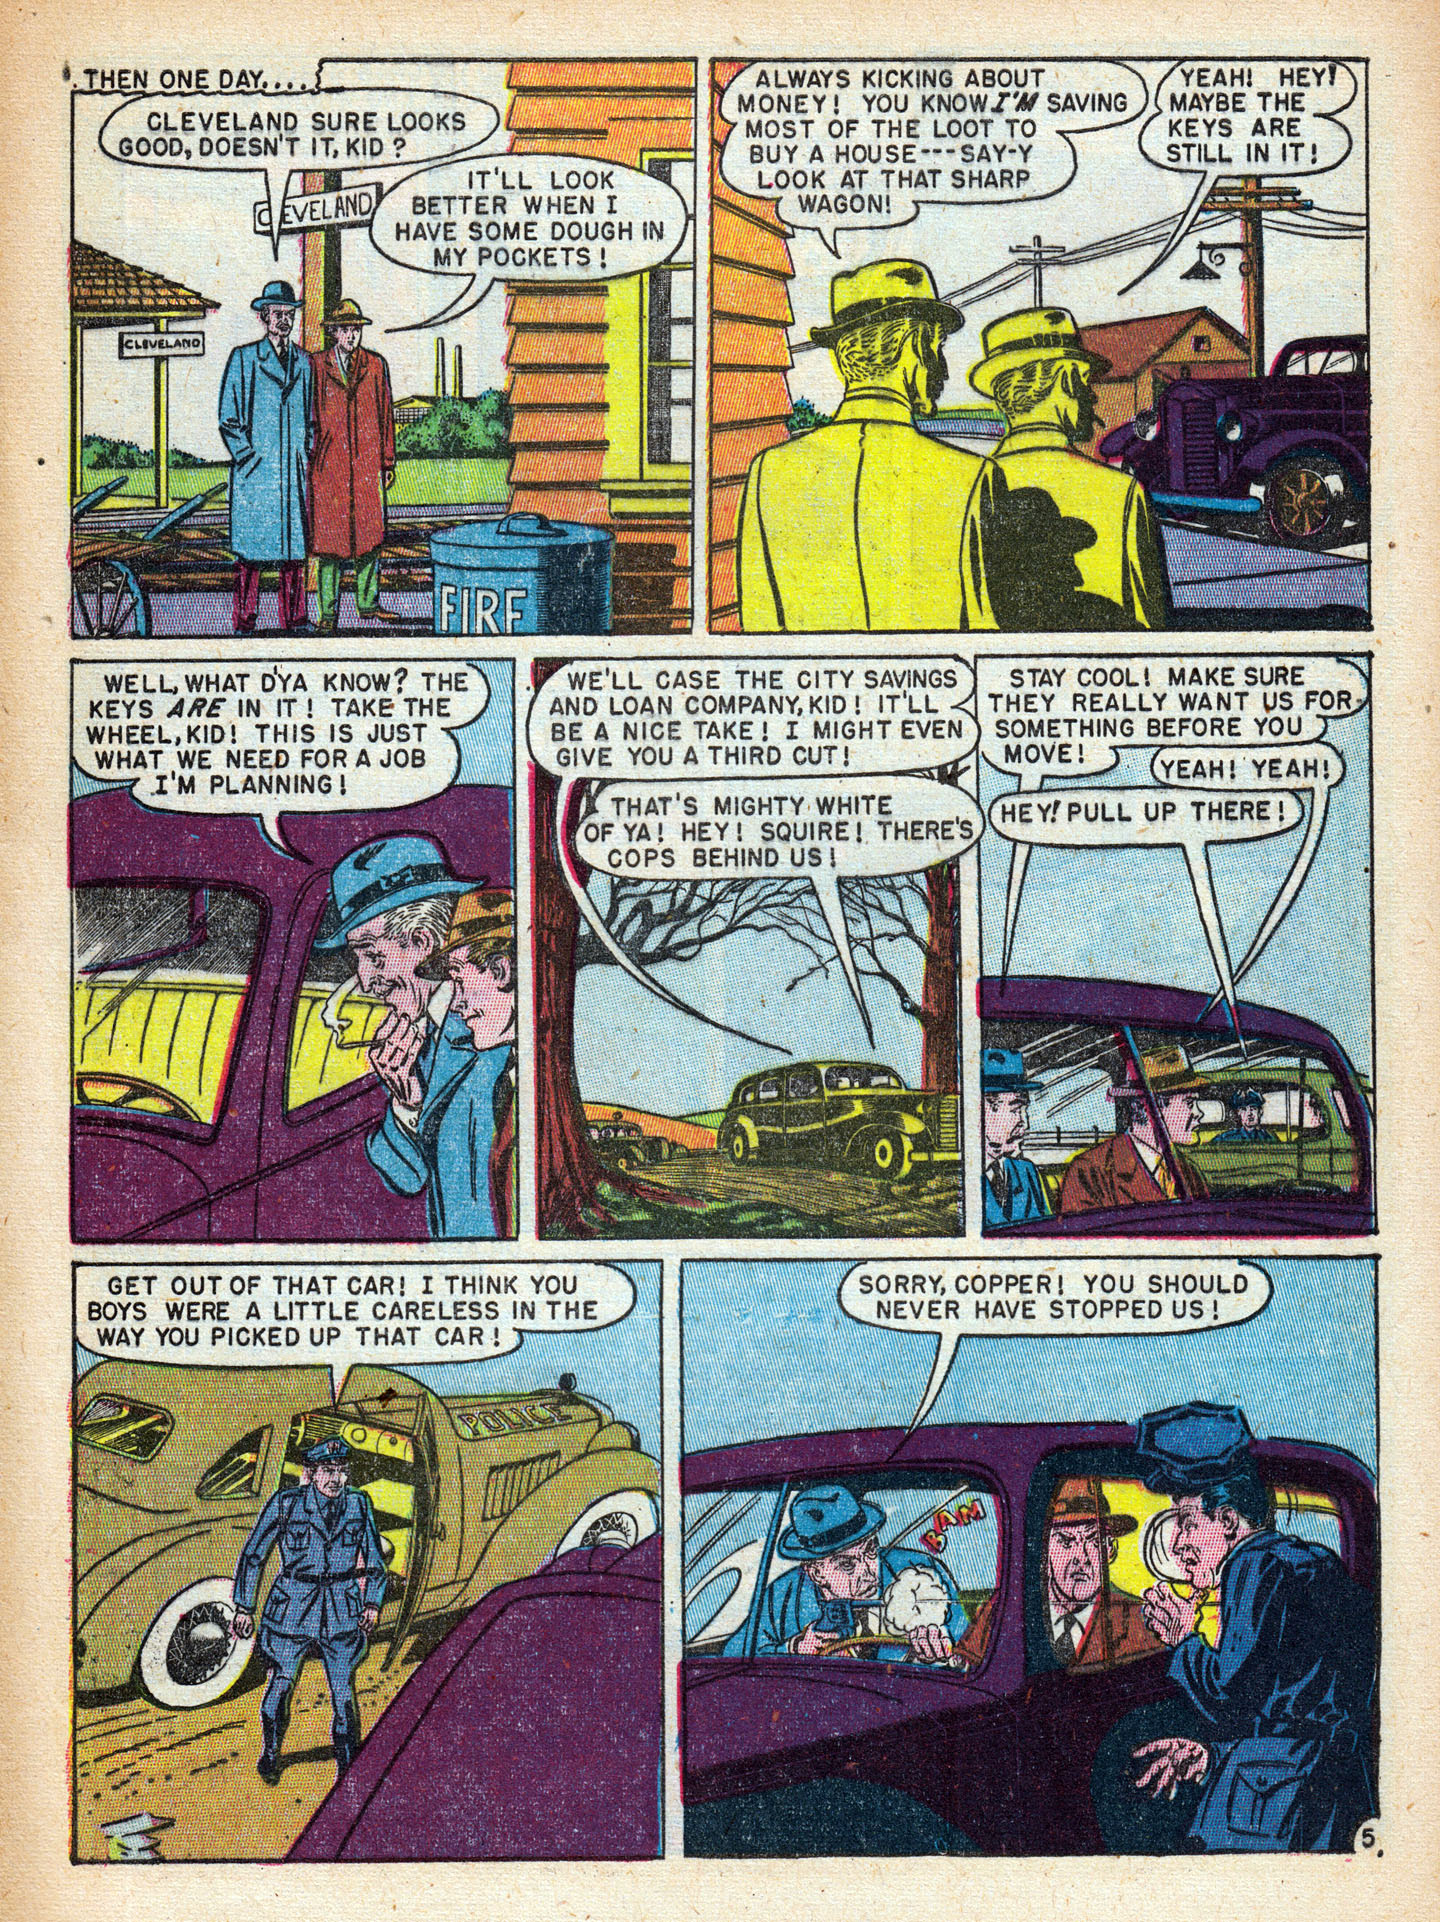 THEN ONE DAY....
CLEVELAND SURE LOOKS
GOOD, DOESN'T IT, KID?
IT'LL LOOK
BETTER WHEN I
HAVE SOME DOUGH IN
MY POCKETS!
CLEVELAND
CLEVELAND
FIRE
ALWAYS KICKING ABOUT
MONEY! YOU KNOW I'M SAVING
MOST OF THE LOOT TO
BUY A HOUSE---SAY-Y
LOOK AT THAT SHARP
WAGON!
YEAH! HEY!
MAYBE THE
KEYS ARE
STILL IN IT!
WELL, WHAT D'YA KNOW? THE
KEYS ARE IN IT! TAKE THE
WHEEL, KID! THIS IS JUST
WHAT WE NEED FOR A JOB
I'M PLANNING!
WE'LL CASE THE CITY SAVINGS
AND LOAN COMPANY, KID! IT'LL
BE A NICE TAKE! I MIGHT EVEN
GIVE YOU A THIRD CUT!
THAT'S MIGHTY WHITE
OF YA! HEY! SQUIRE! THERE'S
COPS BEHIND US!
STAY COOL! MAKE SURE
THEY REALLY WANT US FOR
SOMETHING BEFORE YOU
MOVE!
YEAH! YEAH!
HEY! PULL UP THERE!
GET OUT OF THAT CAR! I THINK YOU
BOYS WERE A LITTLE CARELESS IN THE
WAY YOU PICKED UP THAT CAR!
POLICE
SORRY, COPPER! YOU SHOULD
NEVER HAVE STOPPED US!
BAM
5